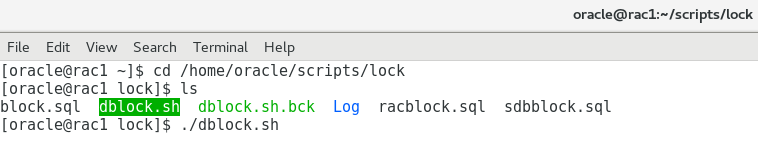 oracle@rac1:~/scripts/lock
File Edit View Search Terminal Help
[oracle@rac1 ~]$ cd /home/oracle/scripts/lock
[oracle@rac1 lock]$ ls
block.sql  dblock.sh  dblock.sh.bck  Log  racblock.sql  sdbblock.sql
[oracle@rac1 lock]$ ./dblock.sh